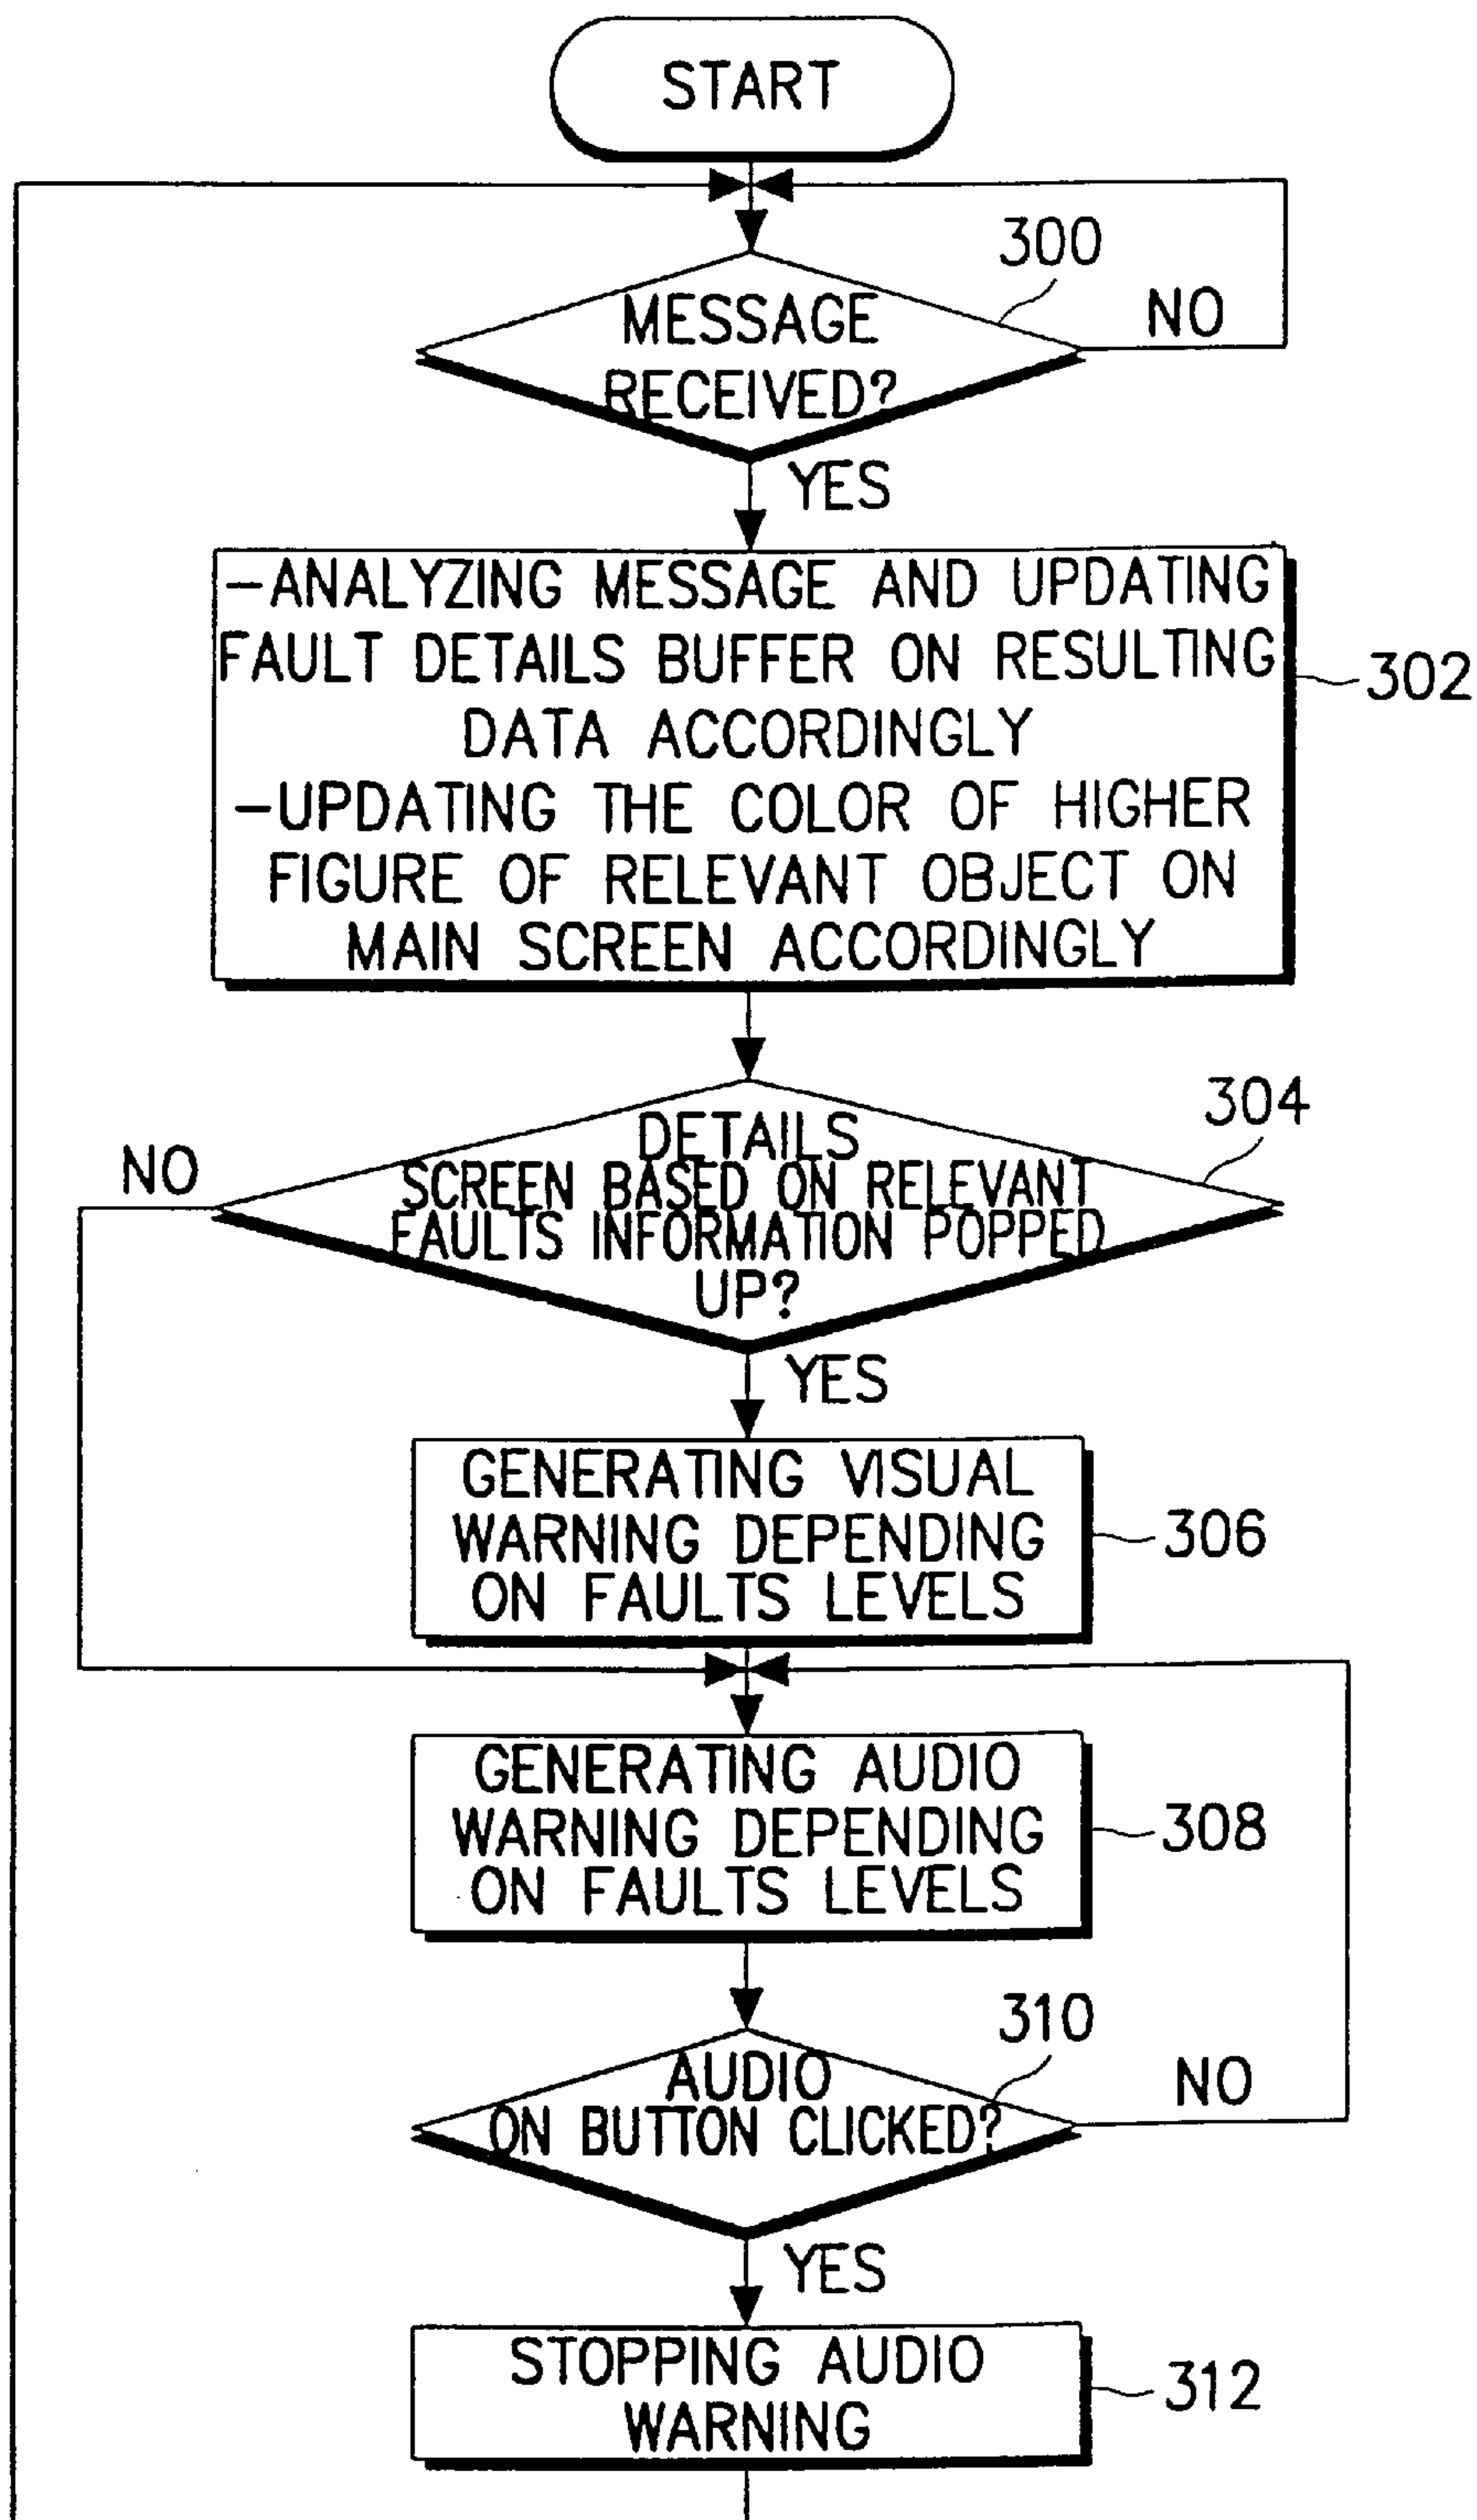 START
300
NO
MESSAGE
RECEIVED?
YES
-ANALYZING MESSAGE AND UPDATING
FAULT DETAILS BUFFER ON RESULTING
DATA ACCORDINGLY
-UPDATING THE COLOR OF HIGHER
FIGURE OF RELEVANT OBJECT ON
MAIN SCREEN ACCORDINGLY
302
304
NO
DETAILS
SCREEN BASED ON RELEVANT
FAULTS INFORMATION POPPED
UP?
YES
GENERATING VISUAL
WARNING DEPENDING
ON FAULTS LEVELS
306
GENERATING AUDIO
WARNING DEPENDING
ON FAULTS LEVELS
308
310
NO
AUDIO
ON BUTTON CLICKED?
YES
STOPPING AUDIO
WARNING
312